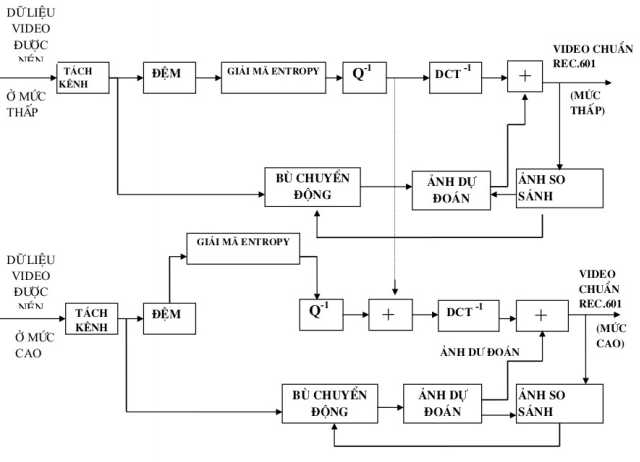 DỮ LIỆU
VIDEO
ĐƯỢC
NÉN
Ở MỨC
THẤP
TÁCH
KÊNH
ĐỆM
GIẢI MÃ ENTROPY
Q-1
DCT -1
+
VIDEO CHUẨN
REC.601
(MỨC
THẤP)
BÙ CHUYỂN
ĐỘNG
ẢNH DỰ
ĐOÁN
ẢNH SO
SÁNH
GIẢI MÃ ENTROPY
DỮ LIỆU
VIDEO
ĐƯỢC
NÉN
Ở MỨC
CAO
TÁCH
KÊNH
ĐỆM
Q-1
+
DCT -1
+
VIDEO
CHUẨN
REC.601
(MỨC
CAO)
ẢNH DƯ ĐOÁN
BÙ CHUYỂN
ĐỘNG
ẢNH DỰ
ĐOÁN
ẢNH SO
SÁNH